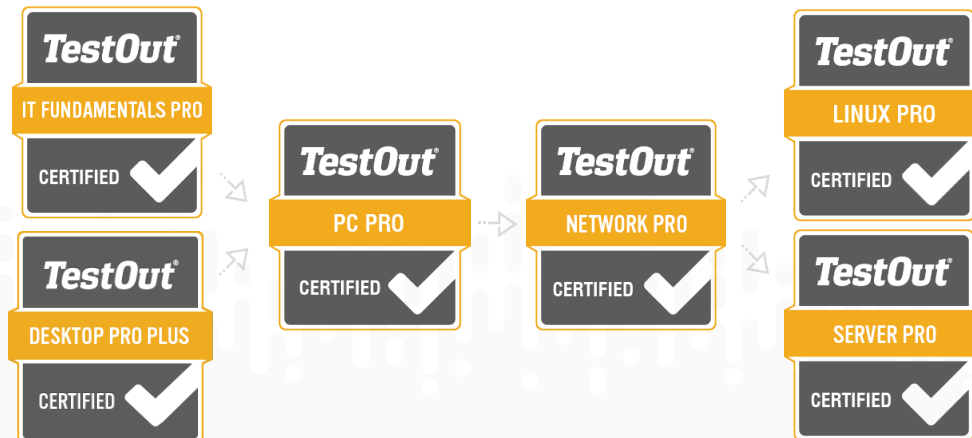 TestOut®
IT FUNDAMENTALS PRO
CERTIFIED
TestOut®
DESKTOP PRO PLUS
CERTIFIED
TestOut®
PC PRO
CERTIFIED
TestOut®
NETWORK PRO
CERTIFIED
TestOut®
LINUX PRO
CERTIFIED
TestOut®
SERVER PRO
CERTIFIED